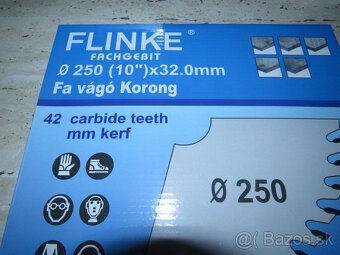 FLINKE®
FACHGEBIT
Ø 250 (10")x32.0mm
Fa vágó Korong
42 carbide teeth
mm kerf
Ø 250
©bazos.sk